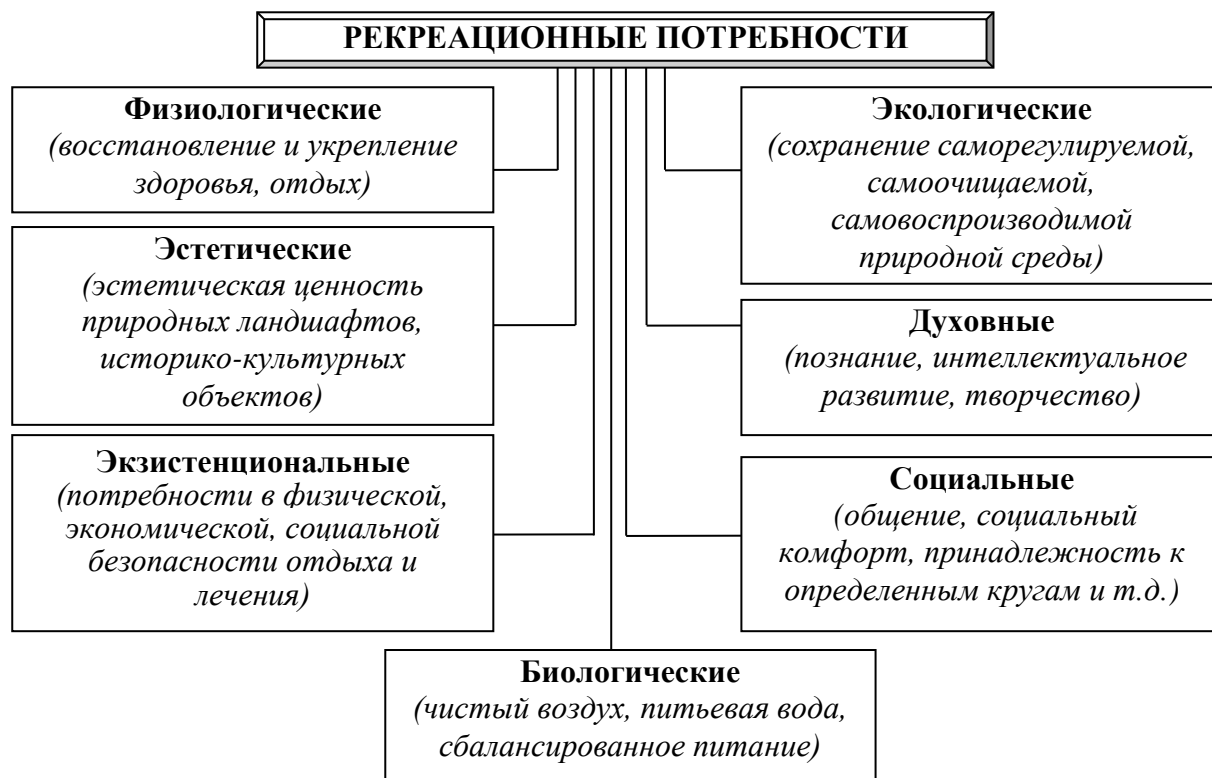 РЕКРЕАЦИОННЫЕ ПОТРЕБНОСТИ
Физиологические
(восстановление и укрепление
здоровья, отдых)
Эстетические
(эстетическая ценность
природных ландшафтов,
историко-культурных
объектов)
Экзистенциональные
(потребности в физической,
экономической, социальной
безопасности отдыха и
лечения)
Экологические
(сохранение саморегулируемой,
самоочищаемой,
самовоспроизводимой
природной среды)
Духовные
(познание, интеллектуальное
развитие, творчество)
Социальные
(общение, социальный
комфорт, принадлежность к
определенным кругам и т.д.)
Биологические
(чистый воздух, питьевая вода,
сбалансированное питание)